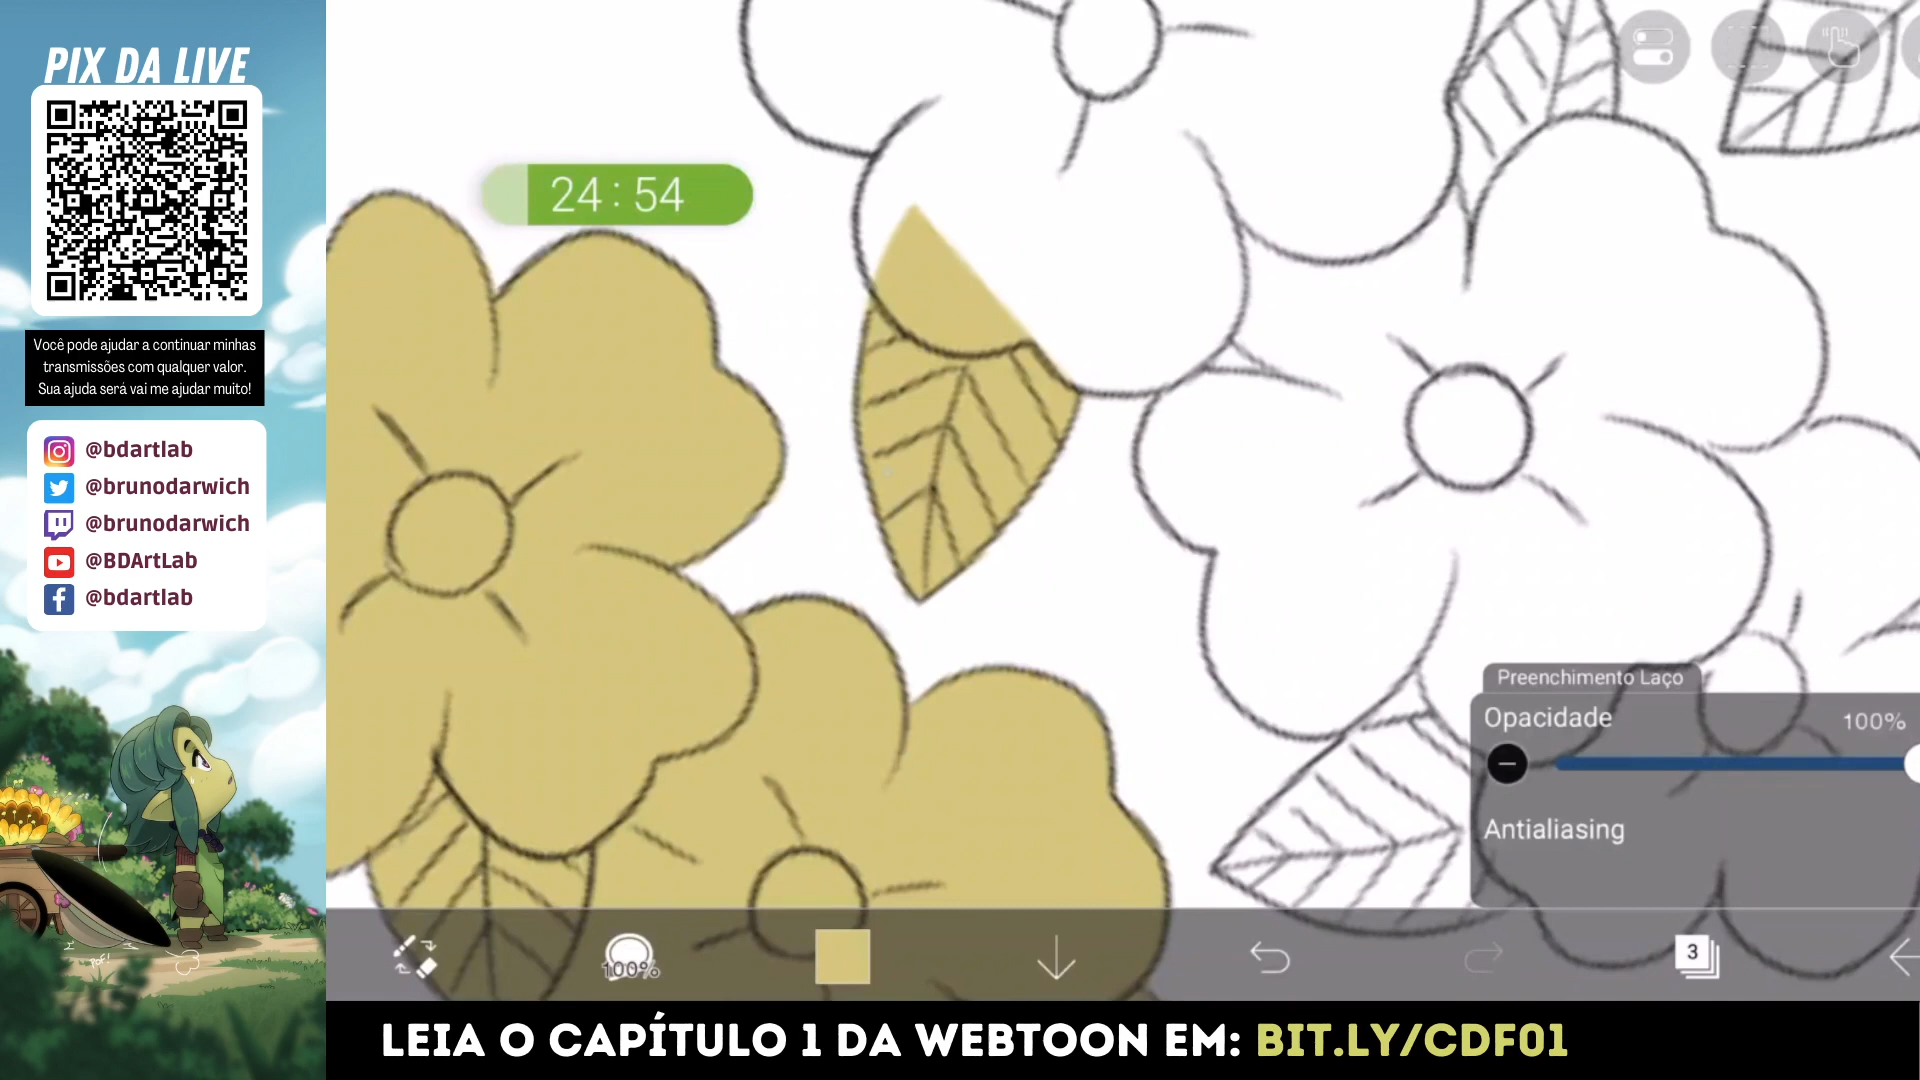 PIX DA LIVE
Você pode ajudar a continuar minhas
transmissões com qualquer valor.
Sua ajuda será vai me ajudar muito!
@bdartlab
@brunodarwich
@brunodarwich
@BDArtLab
@bdartlab
POF!
24:54
Preenchimento Laço
Opacidade 100%
Antialiasing
100%
3
LEIA O CAPÍTULO 1 DA WEBTOON EM: BIT.LY/CDF01